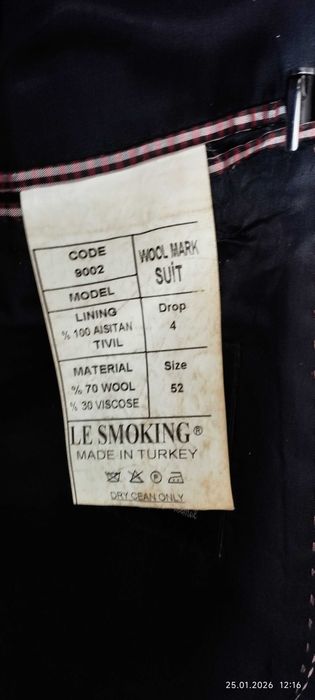 CODE
9002
WOOL MARK
SUİT
MODEL
LINING
% 100 AISITAN
TIVIL
Drop
4
MATERIAL
% 70 WOOL
% 30 VISCOSE
Size
52
LE SMOKING®
MADE IN TURKEY
P
DRY CEAN ONLY
25.01.2026 12:16